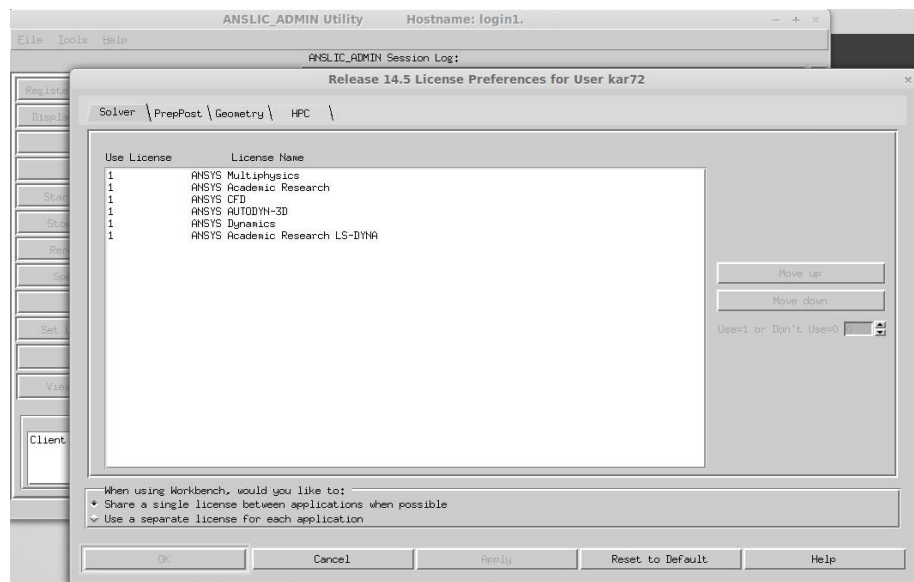 ANSLIC_ADMIN Utility Hostname: login1.
File Tools Help
ANSLIC_ADMIN Session Log:
Release 14.5 License Preferences for User kar72
Solver PrepPost Geometry HPC
Use License License Name
1 ANSYS Multiphysics
1 ANSYS Academic Research
1 ANSYS CFD
1 ANSYS AUTODYN-3D
1 ANSYS Dynamics
1 ANSYS Academic Research LS-DYNA
Move up
Move down
Use=1 or Don't Use=0
Client
When using Workbench, would you like to:
Share a single license between applications when possible
Use a separate license for each application
OK Cancel Apply Reset to Default Help